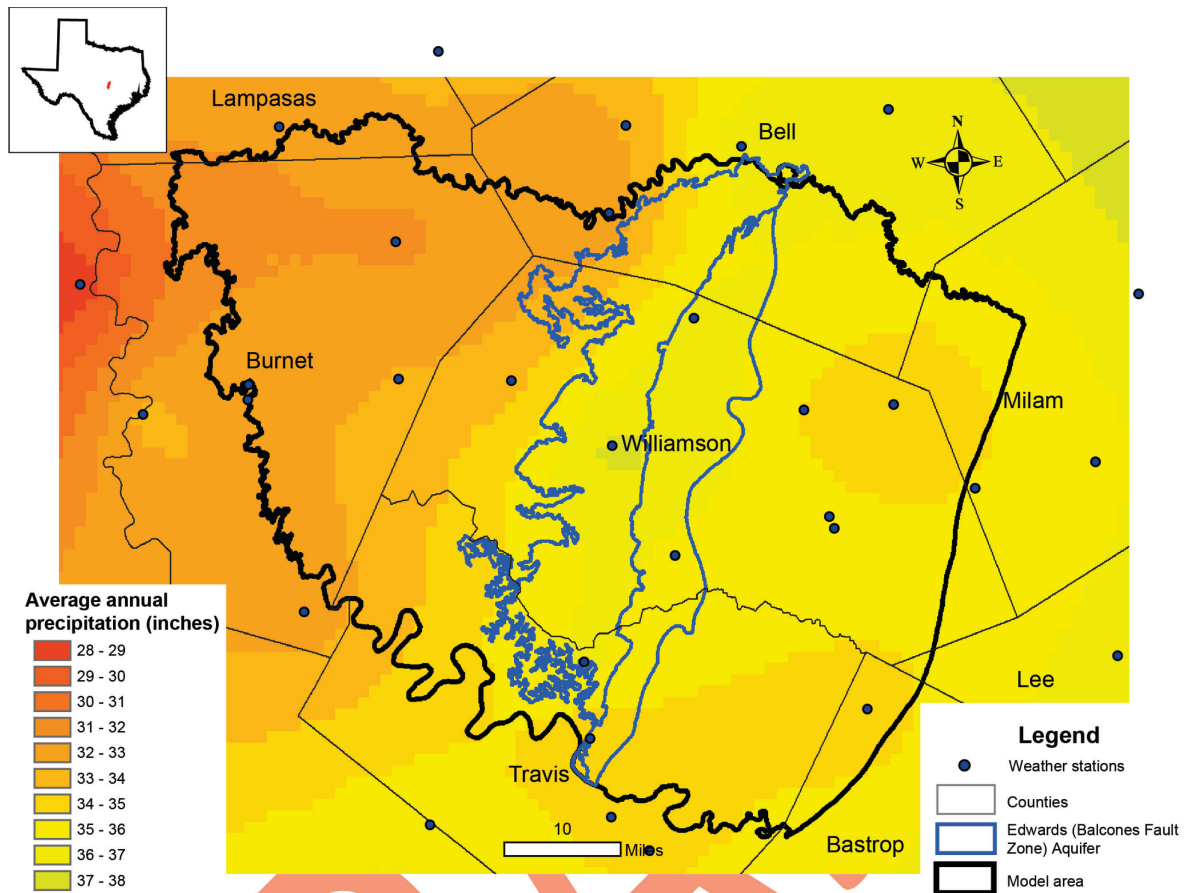 Lampasas
Bell
N
W
E
S
Burnet
Milam
Williamson
Average annual
precipitation (inches)
28 - 29
29 - 30
30 - 31
31 - 32
32 - 33
33 - 34
34 - 35
35 - 36
36 - 37
37 - 38
Lee
Travis
10
Miles
Bastrop
Legend
Weather stations
Counties
Edwards (Balcones Fault
Zone) Aquifer
Model area